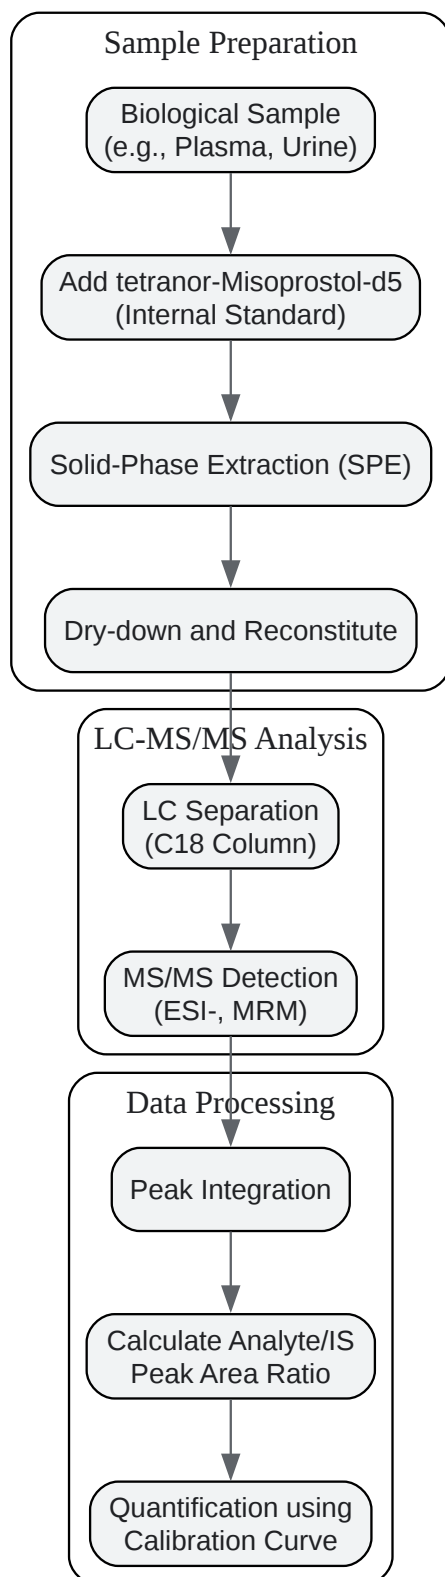 Sample Preparation
Biological Sample
(e.g., Plasma, Urine)
Add tetranor-Misoprostol-d5
(Internal Standard)
Solid-Phase Extraction (SPE)
Dry-down and Reconstitute
LC-MS/MS Analysis
LC Separation
(C18 Column)
MS/MS Detection
(ESI-, MRM)
Data Processing
Peak Integration
Calculate Analyte/IS
Peak Area Ratio
Quantification using
Calibration Curve